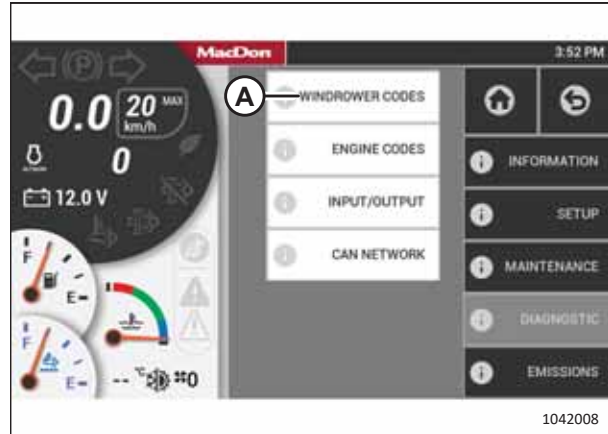 MacDon
3:52 PM
0.0
20 MAX
km/h
0
12.0 V
F
E
F
E
-- °C
0
A
WINDROWER CODES
ENGINE CODES
INPUT/OUTPUT
CAN NETWORK
INFORMATION
SETUP
MAINTENANCE
DIAGNOSTIC
EMISSIONS
1042008